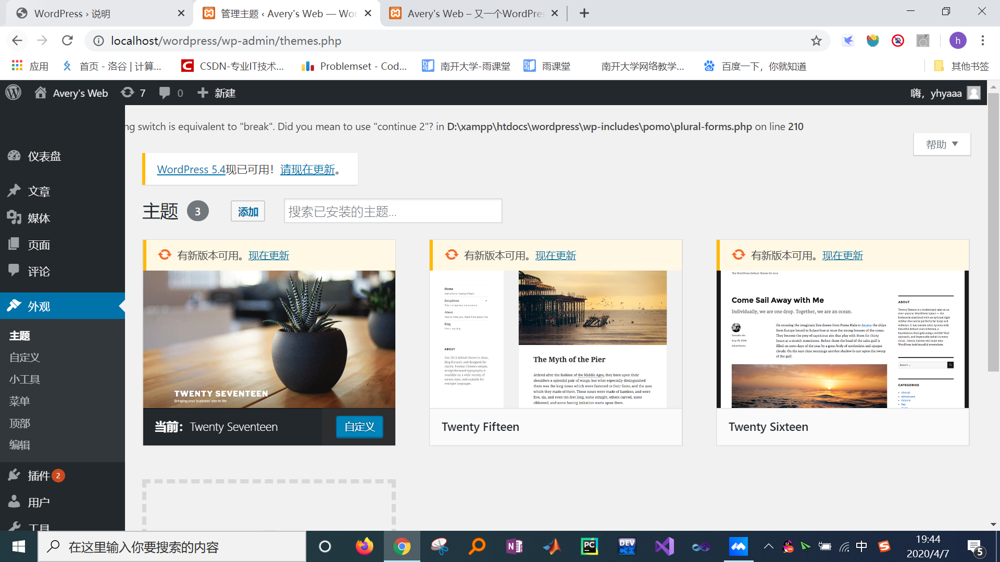 WordPress › 说明
管理主题 ‹ Avery's Web — Wor
Avery's Web – 又一个WordPres
localhost/wordpress/wp-admin/themes.php
h
应用
首页 - 洛谷 | 计算...
CSDN-专业IT技术...
Problemset - Cod...
南开大学-雨课堂
雨课堂
南开大学网络教学...
百度一下，你就知道
其他书签
Avery's Web
7
0
新建
嗨，yhyaaa
ng switch is equivalent to "break". Did you mean to use "continue 2"? in D:\xampp\htdocs\wordpress\wp-includes\pomo\plural-forms.php on line 210
帮助
仪表盘
文章
媒体
页面
评论
外观
主题
自定义
小工具
菜单
顶部
编辑
插件 2
用户
工具
WordPress 5.4现已可用！请现在更新。
主题 3
添加
搜索已安装的主题...
有新版本可用。现在更新
TWENTY SEVENTEEN
Bringing your business' site to life
当前：Twenty Seventeen
自定义
有新版本可用。现在更新
Home
Welcome to Twenty Fifteen
Dropdown
This is dropdown menu demo
About
Nice to meet you. Read more about me.
Blog
This is my blog.
ABOUT
Our 2015 default theme is clean,
blog-focused, and designed for
clarity. Twenty Fifteen's simple,
straightforward typography is
readable on a wide variety of
screen sizes, and suitable for
multiple languages.
The Myth of the Pier
Attired after the fashion of the Middle Ages, they bore upon their
shoulders a splendid pair of wings; but what especially distinguished
them was the long noses which were fastened to their faces, and the uses
which they made of them. These noses were made of bamboo, and were
five, six, and even ten feet long, some straight, others curved, some
ribboned, and some having imitation warts upon them.
Twenty Fifteen
有新版本可用。现在更新
The WordPress Default Theme for 2016
Come Sail Away with Me
Individually, we are one drop. Together, we are an ocean.
July 19, 2016
Adventures
On crossing the imaginary line drawn from Punta Mala to Azuera the ships
from Europe bound to Sulaco lose at once the strong breezes of the ocean.
They become the prey of capricious airs that play with them for thirty
hours at a stretch sometimes. Before them the head of the calm gulf is
filled on most days of the year by a great body of motionless and opaque
clouds. On the rare clear mornings another shadow is cast upon the sweep
of the gulf.
ABOUT
Twenty Sixteen is a modernized take on an
ever-popular WordPress layout — the
horizontal masthead with an optional right
sidebar that works perfectly for blogs and
websites. It has custom color options with
beautiful default color schemes, a
harmonious fluid grid using a mobile-first
approach, and impeccable polish in every
detail. Twenty Sixteen will make your
WordPress look beautiful everywhere.
Search ...
CATEGORIES
Abroad
Adventures
Balance
Bay
Twenty Sixteen
在这里输入你要搜索的内容
N
PC
DEV
C++
中
S
19:44
2020/4/7
5